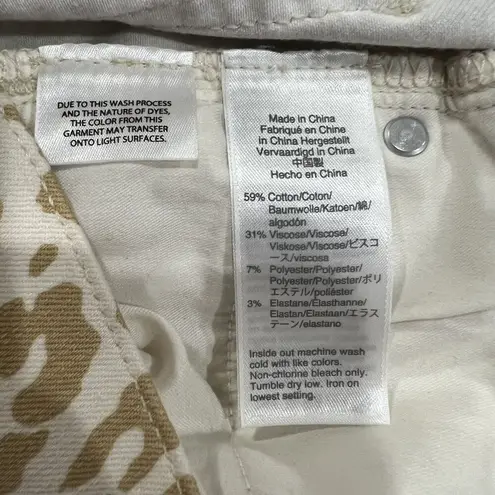 DUE TO THIS WASH PROCESS
AND THE NATURE OF DYES,
THE COLOR FROM THIS
GARMENT MAY TRANSFER
ONTO LIGHT SURFACES.
Made in China
Fabriqué en Chine
in China Hergestellt
Vervaardigd in China
中国製
Hecho en China
59% Cotton/Coton/
Baumwolle/Katoen/綿/
algodón
31% Viscose/Viscose/
Viskose/Viscose/ビスコ
ース/viscosa
7% Polyester/Polyester/
Polyester/Polyester/ポリ
エステル/poliéster
3% Elastane/Élasthanne/
Elastan/Elastaan/エラス
テーン/elastano
Inside out machine wash
cold with like colors.
Non-chlorine bleach only.
Tumble dry low. Iron on
lowest setting.